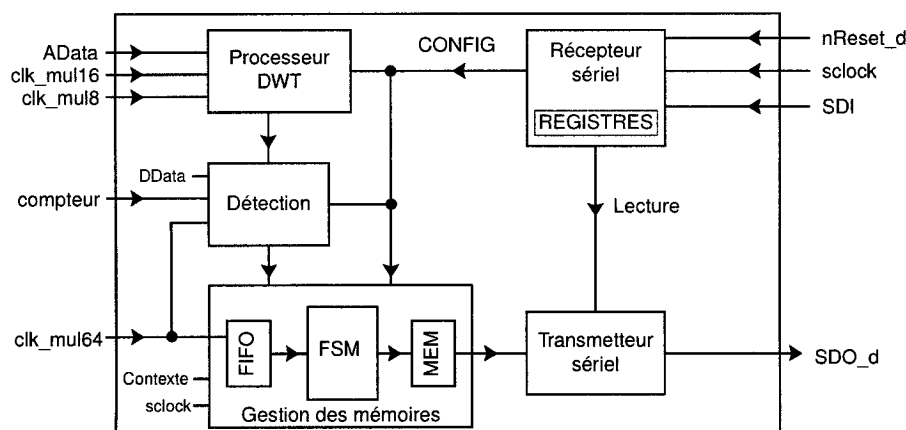 AData
clk_mul16
clk_mul8
Processeur
DWT
CONFIG
Récepteur
sériel
REGISTRES
nReset_d
sclock
SDI
DData
compteur
Détection
Lecture
clk_mul64
FIFO
FSM
MEM
Contexte
sclock
Gestion des mémoires
Transmetteur
sériel
SDO_d